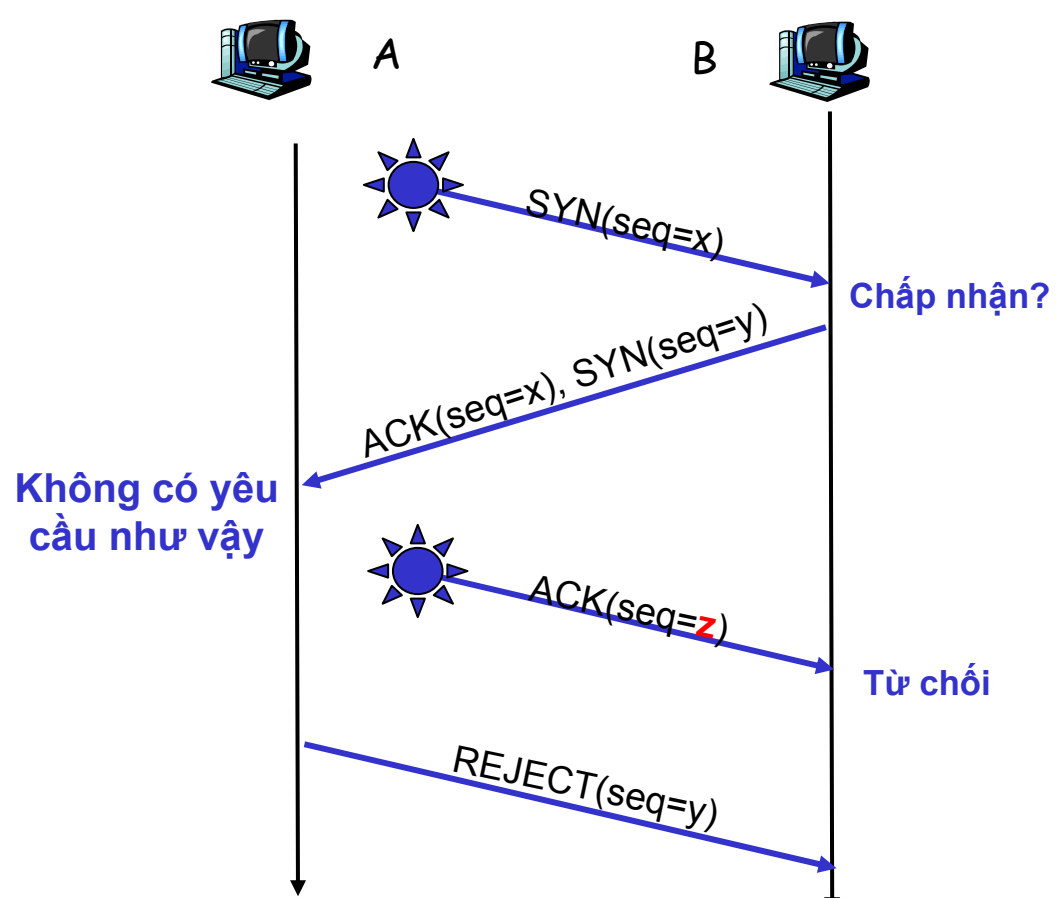 A
B
SYN(seq=x)
Chấp nhận?
ACK(seq=x), SYN(seq=y)
Không có yêu
cầu như vậy
ACK(seq=z)
Từ chối
REJECT(seq=y)